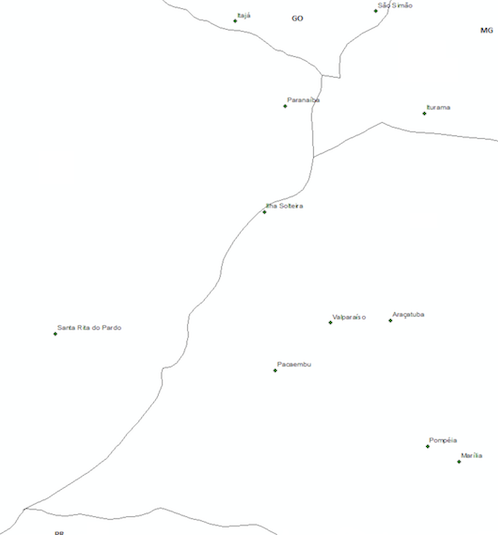 São Simão
Itajá
GO
MG
Paranaíba
Iturama
Ilha Solteira
Valparaíso
Araçatuba
Santa Rita do Pardo
Pacaembu
Pompéia
Marília